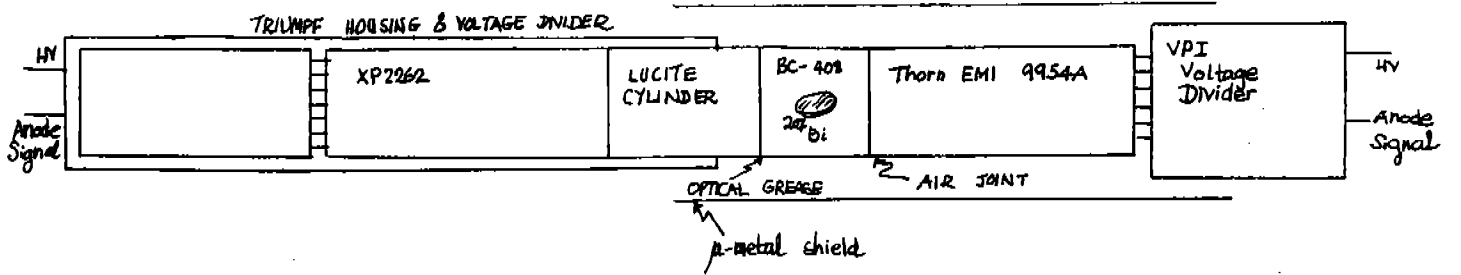 TRIUMPF HOUSING & VOLTAGE DIVIDER
HV
Anode
Signal
XP2262
LUCITE
CYLINDER
BC-408
207Bi
Thorn EMI 9954A
VPI
Voltage
Divider
HV
Anode
Signal
OPTICAL GREASE
AIR JOINT
μ-metal shield